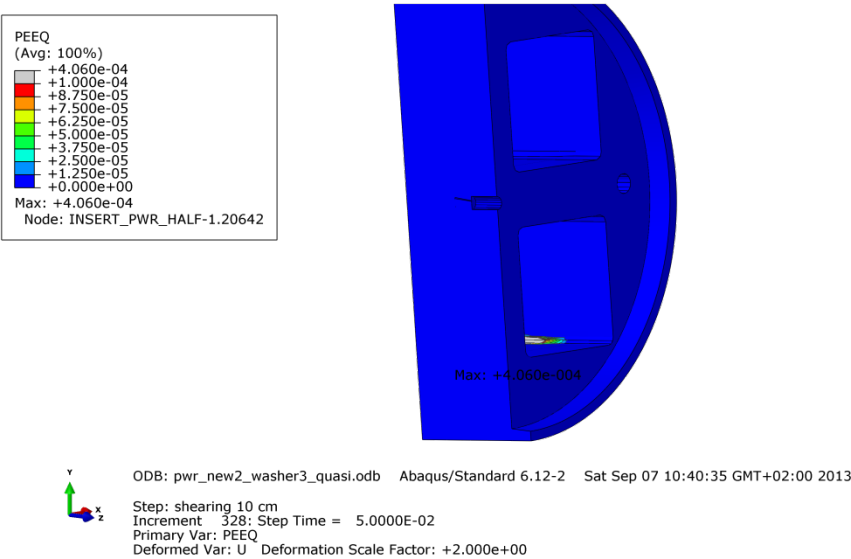 PEEQ
(Avg: 100%)
+4.060e-04
+1.000e-04
+8.750e-05
+7.500e-05
+6.250e-05
+5.000e-05
+3.750e-05
+2.500e-05
+1.250e-05
+0.000e+00
Max: +4.060e-04
Node: INSERT_PWR_HALF-1.20642
Max: +4.060e-004
Y
X
Z
ODB: pwr_new2_washer3_quasi.odb Abaqus/Standard 6.12-2 Sat Sep 07 10:40:35 GMT+02:00 2013
Step: shearing 10 cm
Increment 328: Step Time = 5.0000E-02
Primary Var: PEEQ
Deformed Var: U Deformation Scale Factor: +2.000e+00